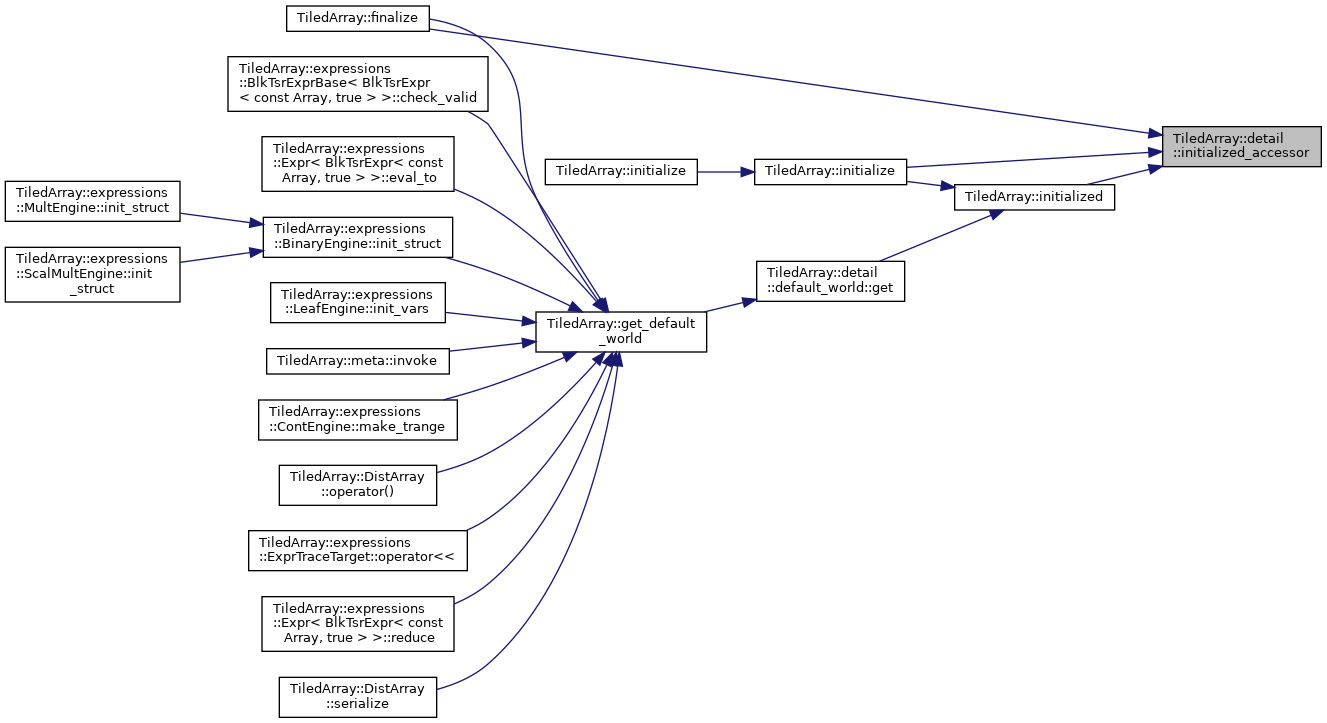 TiledArray::finalize
TiledArray::expressions
::BlkTsrExprBase< BlkTsrExpr
< const Array, true > >::check_valid
TiledArray::expressions
::Expr< BlkTsrExpr< const
Array, true > >::eval_to
TiledArray::expressions
::MultEngine::init_struct
TiledArray::expressions
::ScalMultEngine::init
_struct
TiledArray::expressions
::BinaryEngine::init_struct
TiledArray::expressions
::LeafEngine::init_vars
TiledArray::meta::invoke
TiledArray::expressions
::ContEngine::make_trange
TiledArray::DistArray
::operator()
TiledArray::expressions
::ExprTraceTarget::operator<<
TiledArray::expressions
::Expr< BlkTsrExpr< const
Array, true > >::reduce
TiledArray::DistArray
::serialize
TiledArray::initialize
TiledArray::get_default
_world
TiledArray::initialize
TiledArray::detail
::default_world::get
TiledArray::initialized
TiledArray::detail
::initialized_accessor